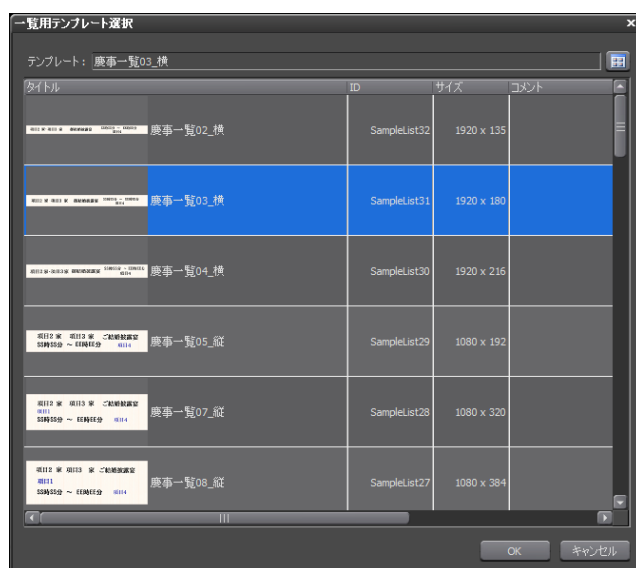 一覧用テンプレート選択
テンプレート： 慶事一覧03_横
タイトル ID サイズ コメント
慶事一覧02_横 SampleList32 1920 x 135
慶事一覧03_横 SampleList31 1920 x 180
慶事一覧04_横 SampleList30 1920 x 216
項目2 家 項目3 家 ご結婚披露宴
SS時SS分 ～ EE時EE分 項目4
慶事一覧05_縦 SampleList29 1080 x 192
項目2 家 項目3 家 ご結婚披露宴
項目1
SS時SS分 ～ EE時EE分 項目4
慶事一覧07_縦 SampleList28 1080 x 320
項目2 家 項目3 家 ご結婚披露宴
項目1
SS時SS分 ～ EE時EE分 項目4
慶事一覧08_縦 SampleList27 1080 x 384
OK キャンセル